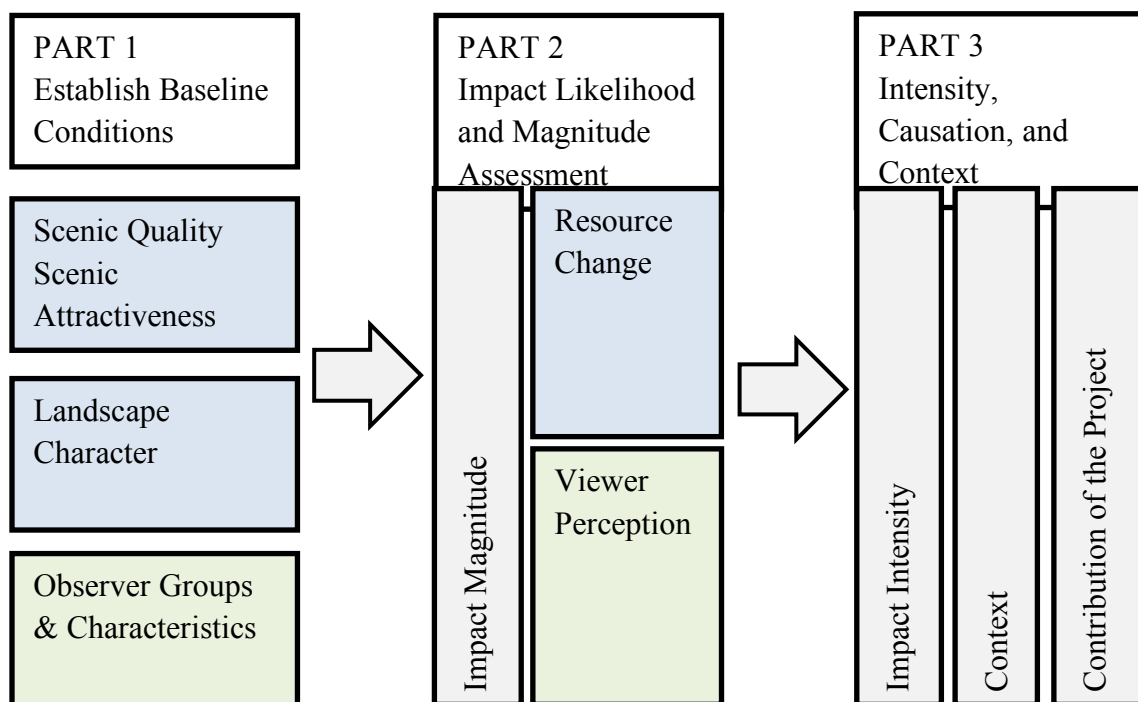 PART 1
Establish Baseline
Conditions
Scenic Quality
Scenic
Attractiveness
Landscape
Character
Observer Groups
& Characteristics
PART 2
Impact Likelihood
and Magnitude
Assessment
Impact Magnitude
Resource
Change
Viewer
Perception
PART 3
Intensity,
Causation, and
Context
Impact Intensity
Context
Contribution of the Project